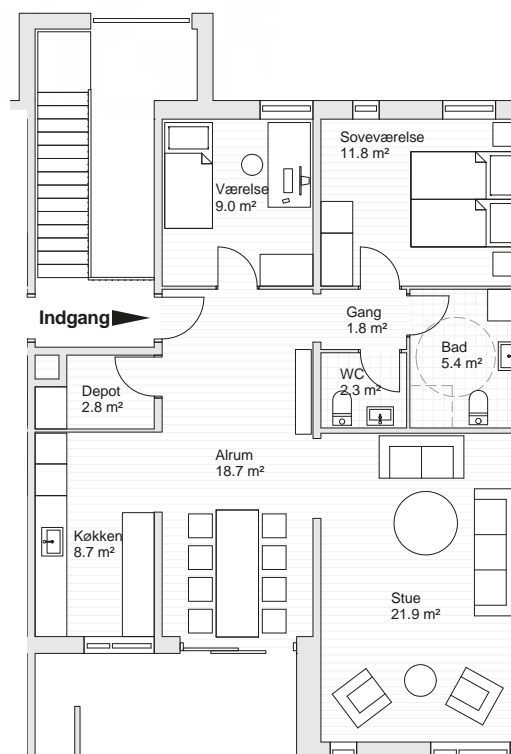 Soveværelse
11.8 m²
Værelse
9.0 m²
Indgang
Gang
1.8 m²
Bad
5.4 m²
WC
2.3 m²
Depot
2.8 m²
Alrum
18.7 m²
Køkken
8.7 m²
Stue
21.9 m²